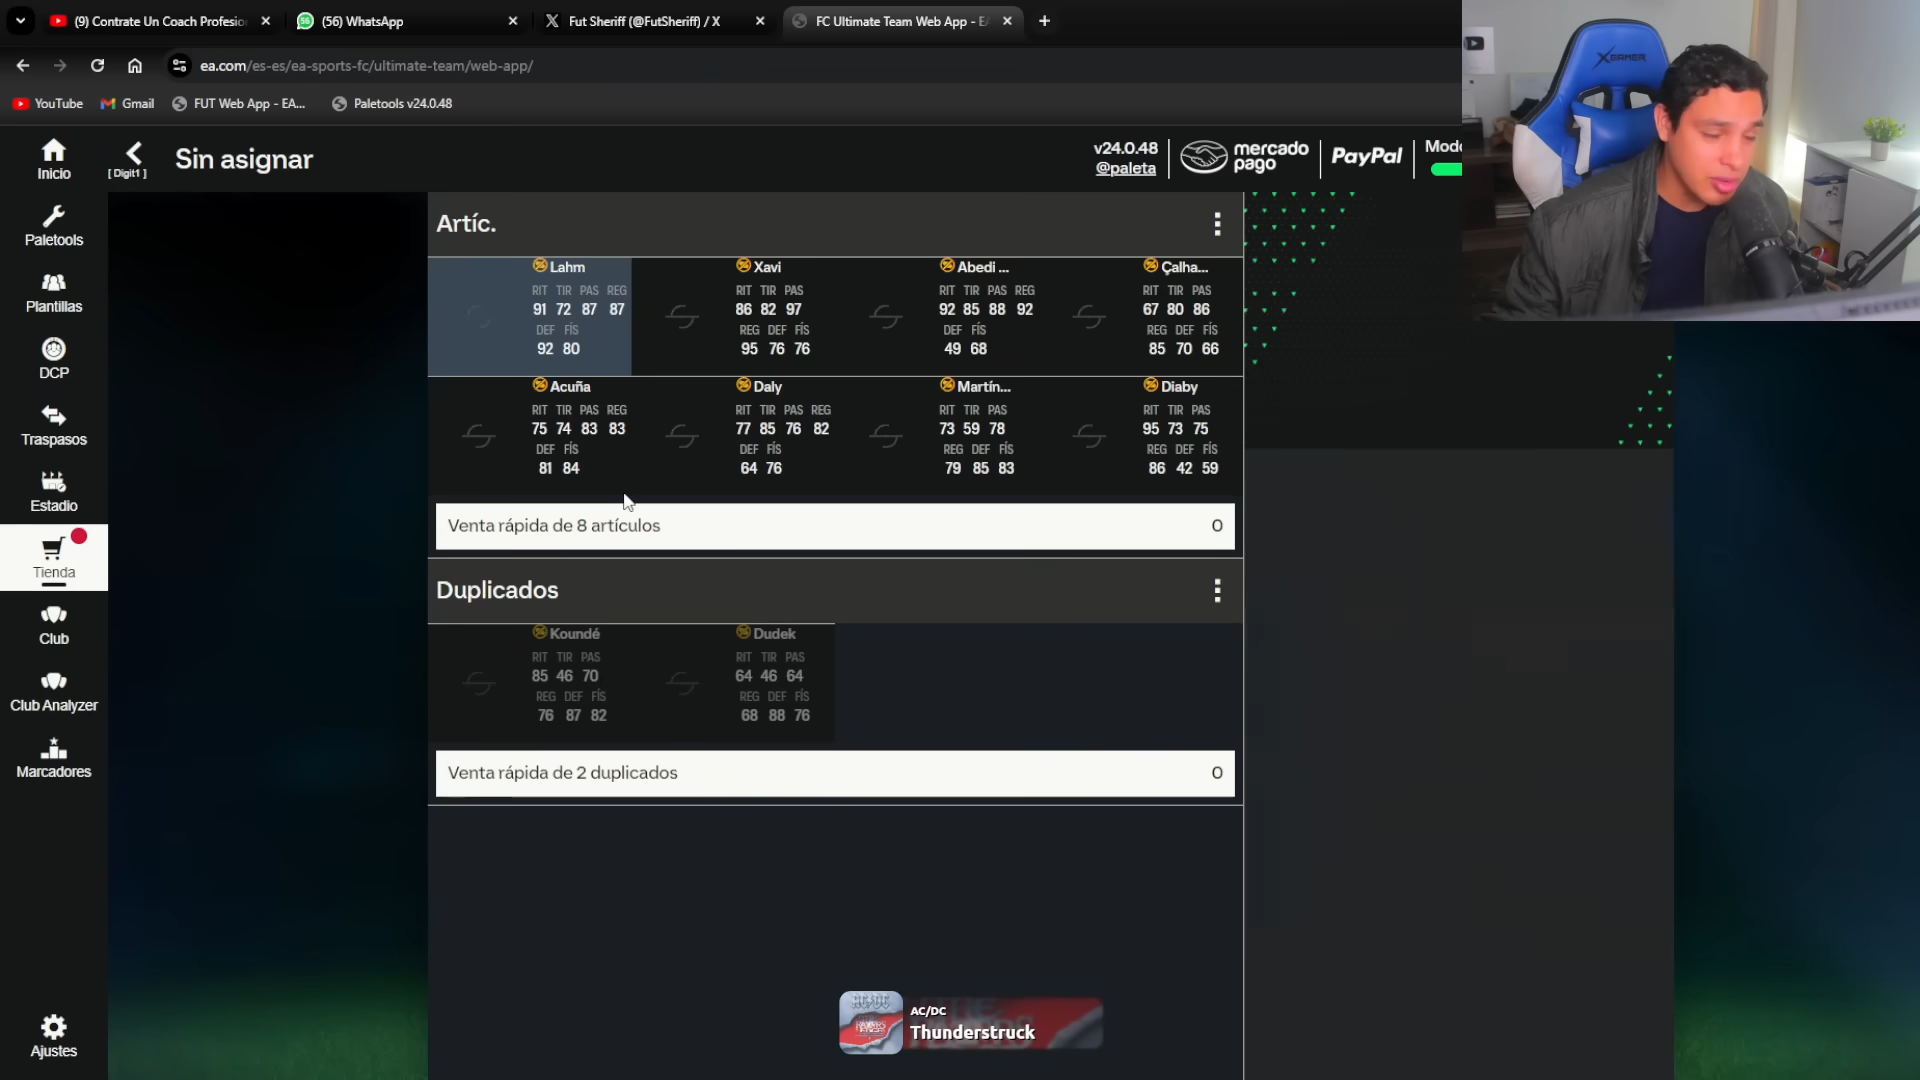 (9) Contrate Un Coach Profesio
(56) WhatsApp
Fut Sheriff (@FutSheriff) / X
FC Ultimate Team Web App - E
ea.com/es-es/ea-sports-fc/ultimate-team/web-app/
YouTube
Gmail
FUT Web App - EA...
Paletools v24.0.48
Inicio
[ Digit1 ]
Sin asignar
v24.0.48
@paleta
mercado
pago
PayPal
XGAMER
Paletools
Plantillas
DCP
Traspasos
Estadio
Tienda
Club
Club Analyzer
Marcadores
Ajustes
Artíc.
Lahm
RIT TIR PAS REG
91 72 87 87
DEF FÍS
92 80
Xavi
RIT TIR PAS
86 82 97
REG DEF FÍS
95 76 76
Abedi ...
RIT TIR PAS REG
92 85 88 92
DEF FÍS
49 68
Çalha...
RIT TIR PAS
67 80 86
REG DEF FÍS
85 70 66
Acuña
RIT TIR PAS REG
75 74 83 83
DEF FÍS
81 84
Daly
RIT TIR PAS REG
77 85 76 82
DEF FÍS
64 76
Martín...
RIT TIR PAS
73 59 78
REG DEF FÍS
79 85 83
Diaby
RIT TIR PAS
95 73 75
REG DEF FÍS
86 42 59
Venta rápida de 8 artículos 0
Duplicados
Koundé
RIT TIR PAS
85 46 70
REG DEF FÍS
76 87 82
Dudek
RIT TIR PAS
64 46 64
REG DEF FÍS
68 88 76
Venta rápida de 2 duplicados 0
AC/DC
Thunderstruck